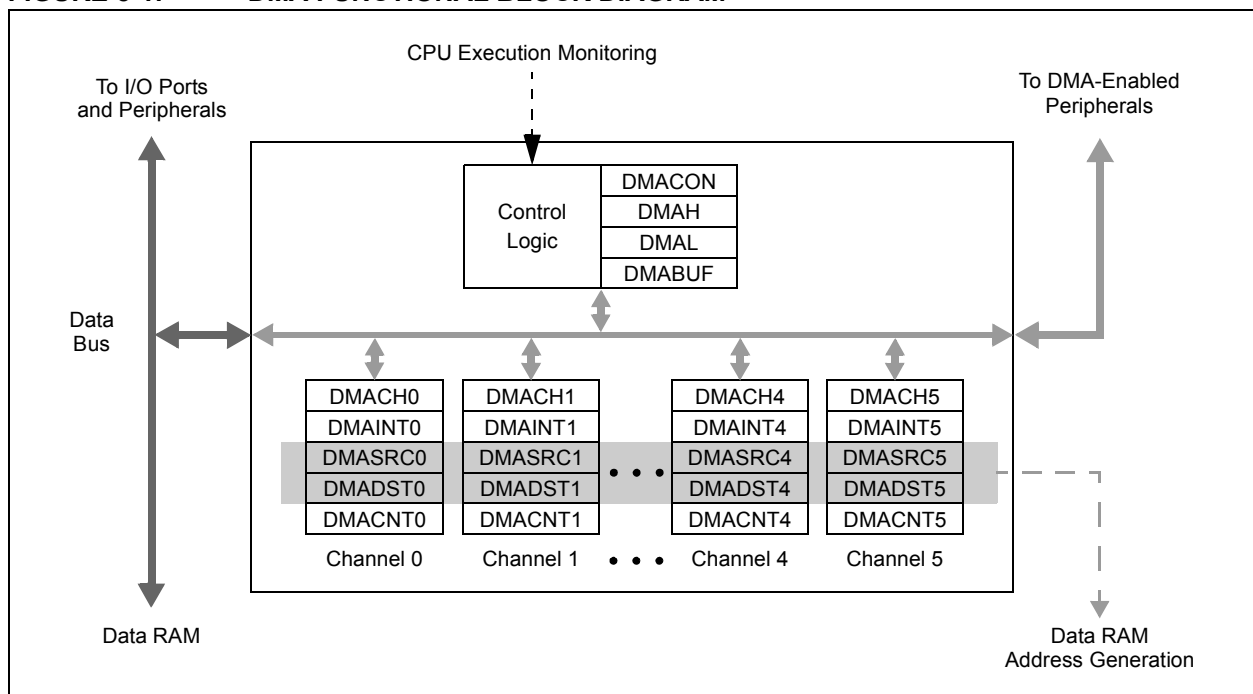 CPU Execution Monitoring
To I/O Ports
and Peripherals
To DMA-Enabled
Peripherals
Control
Logic
DMACON
DMAH
DMAL
DMABUF
Data
Bus
DMACH0
DMAINT0
DMASRC0
DMADST0
DMACNT0
Channel 0
DMACH1
DMAINT1
DMASRC1
DMADST1
DMACNT1
Channel 1
DMACH4
DMAINT4
DMASRC4
DMADST4
DMACNT4
Channel 4
DMACH5
DMAINT5
DMASRC5
DMADST5
DMACNT5
Channel 5
Data RAM
Data RAM
Address Generation